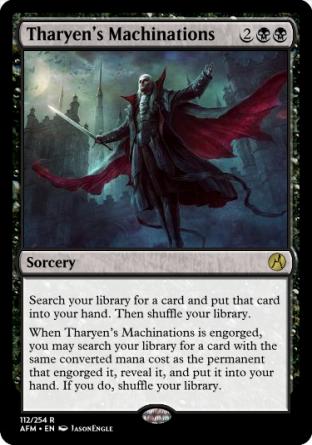 Tharyen's Machinations 2
Sorcery
Search your library for a card and put that card
into your hand. Then shuffle your library.
When Tharyen's Machinations is engorged,
you may search your library for a card with the
same converted mana cost as the permanent
that engorged it, reveal it, and put it into your
hand. If you do, shuffle your library.
112/254 R
AFM • EN JasonEngle